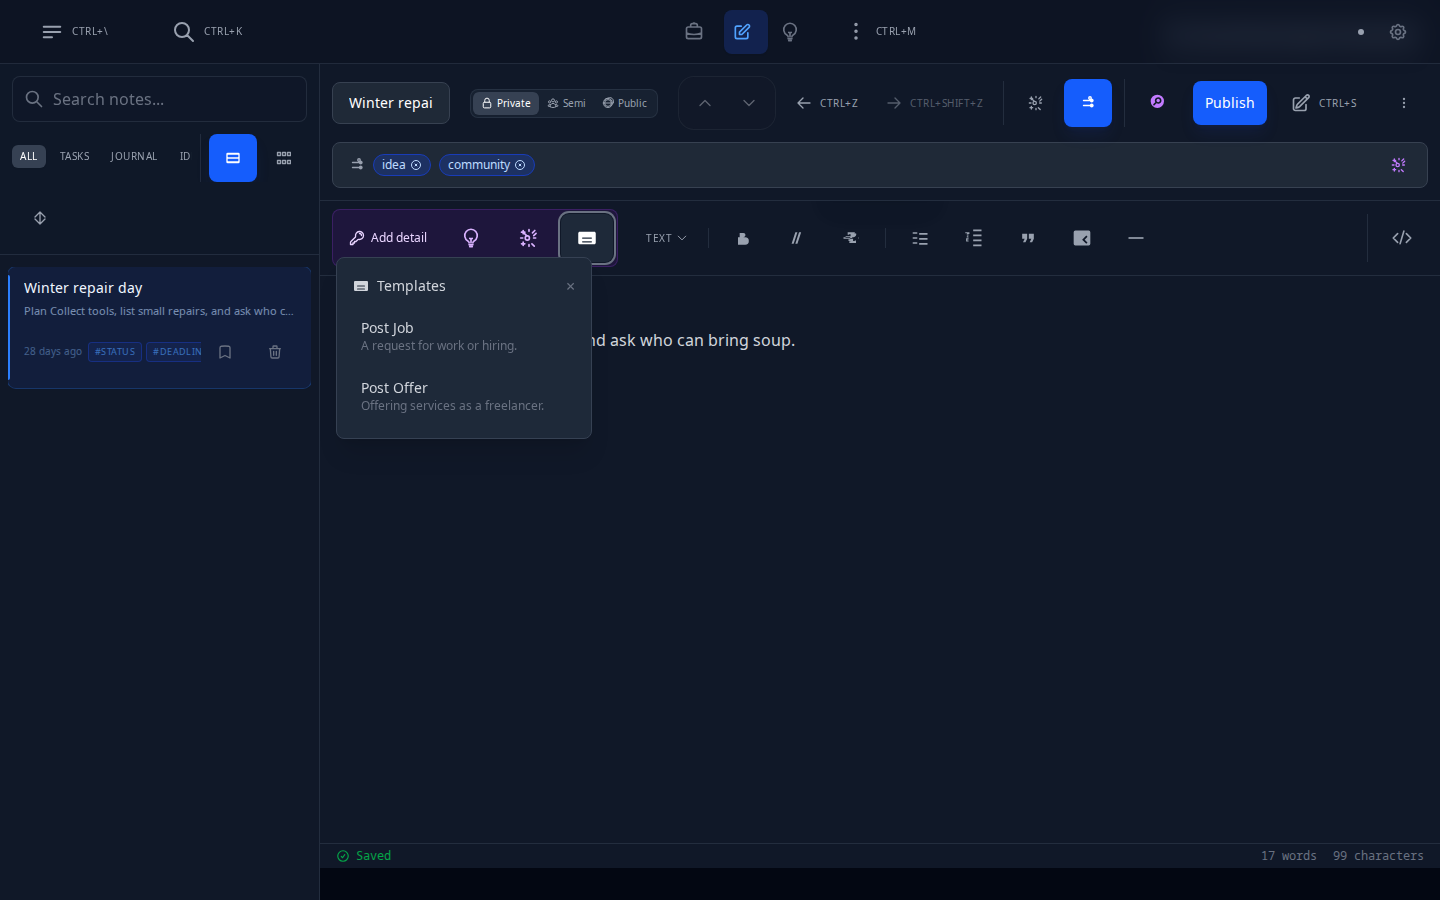 CTRL+\
CTRL+K
CTRL+M
Search notes...
Winter repai
Private
Semi
Public
CTRL+Z
CTRL+SHIFT+Z
Publish
CTRL+S
ALL
TASKS
JOURNAL
ID
idea
community
Add detail
TEXT
Winter repair day
Plan Collect tools, list small repairs, and ask who c...
28 days ago
#STATUS
#DEADLIN
Templates
Post Job
A request for work or hiring.
Post Offer
Offering services as a freelancer.
nd ask who can bring soup.
Saved
17 words
99 characters